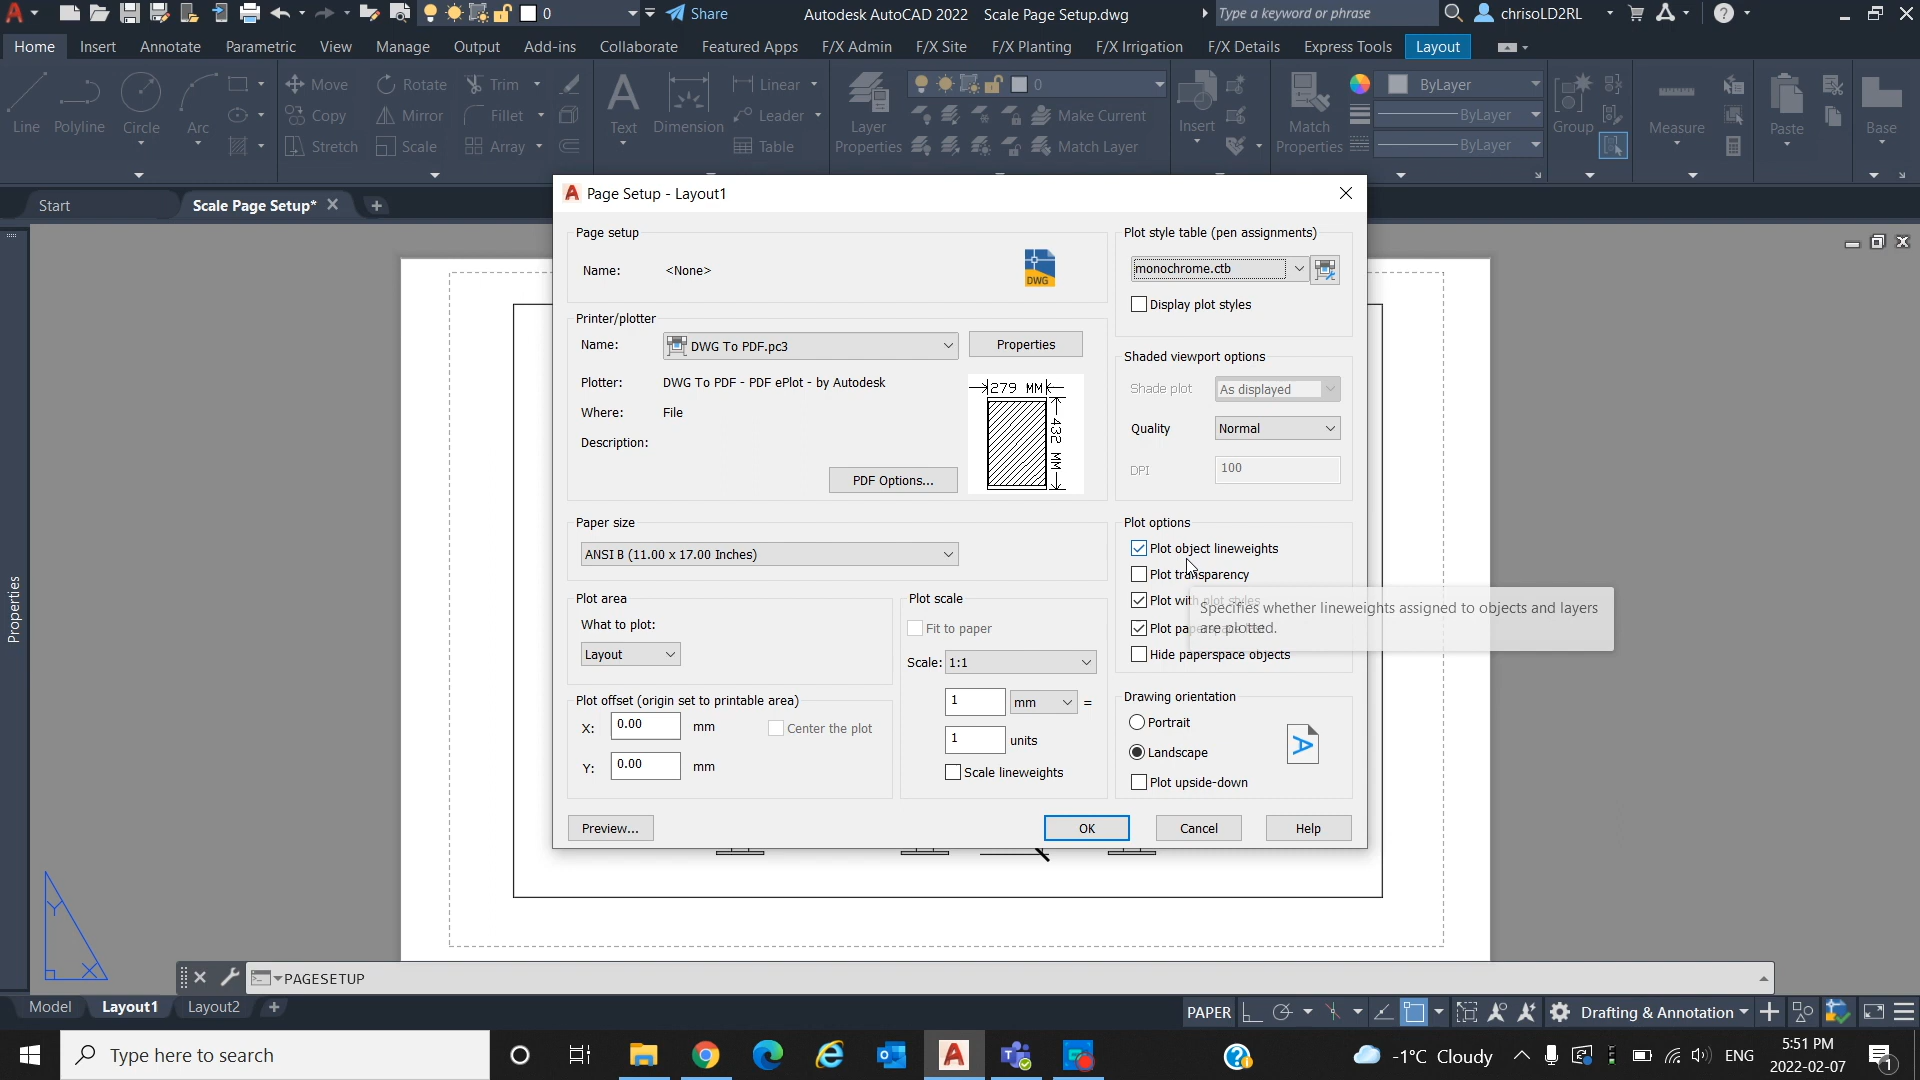 0
Share
Autodesk AutoCAD 2022 Scale Page Setup.dwg
Type a keyword or phrase
chrisoLD2RL
Home Insert Annotate Parametric View Manage Output Add-ins Collaborate Featured Apps F/X Admin F/X Site F/X Planting F/X Irrigation F/X Details Express Tools Layout
Line Polyline Circle Arc
Move Rotate Trim
Copy Mirror Fillet
Stretch Scale Array
Text Dimension
Linear
Leader
Table
Layer Properties
0
Make Current
Match Layer
Insert
Match Properties
ByLayer
ByLayer
ByLayer
Group
Measure
Paste
Base
Start
Scale Page Setup*
Properties
Page Setup - Layout1
Page setup
Name: <None>
DWG
Printer/plotter
Name: DWG To PDF.pc3
Properties
Plotter: DWG To PDF - PDF ePlot - by Autodesk
Where: File
Description:
279 MM
432 MM
PDF Options...
Paper size
ANSI B (11.00 x 17.00 Inches)
Plot area
What to plot:
Layout
Plot offset (origin set to printable area)
X: 0.00 mm
Center the plot
Y: 0.00 mm
Plot scale
Fit to paper
Scale: 1:1
1 mm =
1 units
Scale lineweights
Plot style table (pen assignments)
monochrome.ctb
Display plot styles
Shaded viewport options
Shade plot As displayed
Quality Normal
DPI 100
Plot options
Plot object lineweights
Plot transparency
Plot with plot styles
Specifies whether lineweights assigned to objects and layers
are plotted.
Hide paperspace objects
Drawing orientation
Portrait
Landscape
A
Plot upside-down
Preview...
OK
Cancel
Help
Y
X
PAGESETUP
Model Layout1 Layout2
PAPER
Drafting & Annotation
Type here to search
-1°C Cloudy
ENG
5:51 PM
2022-02-07
1